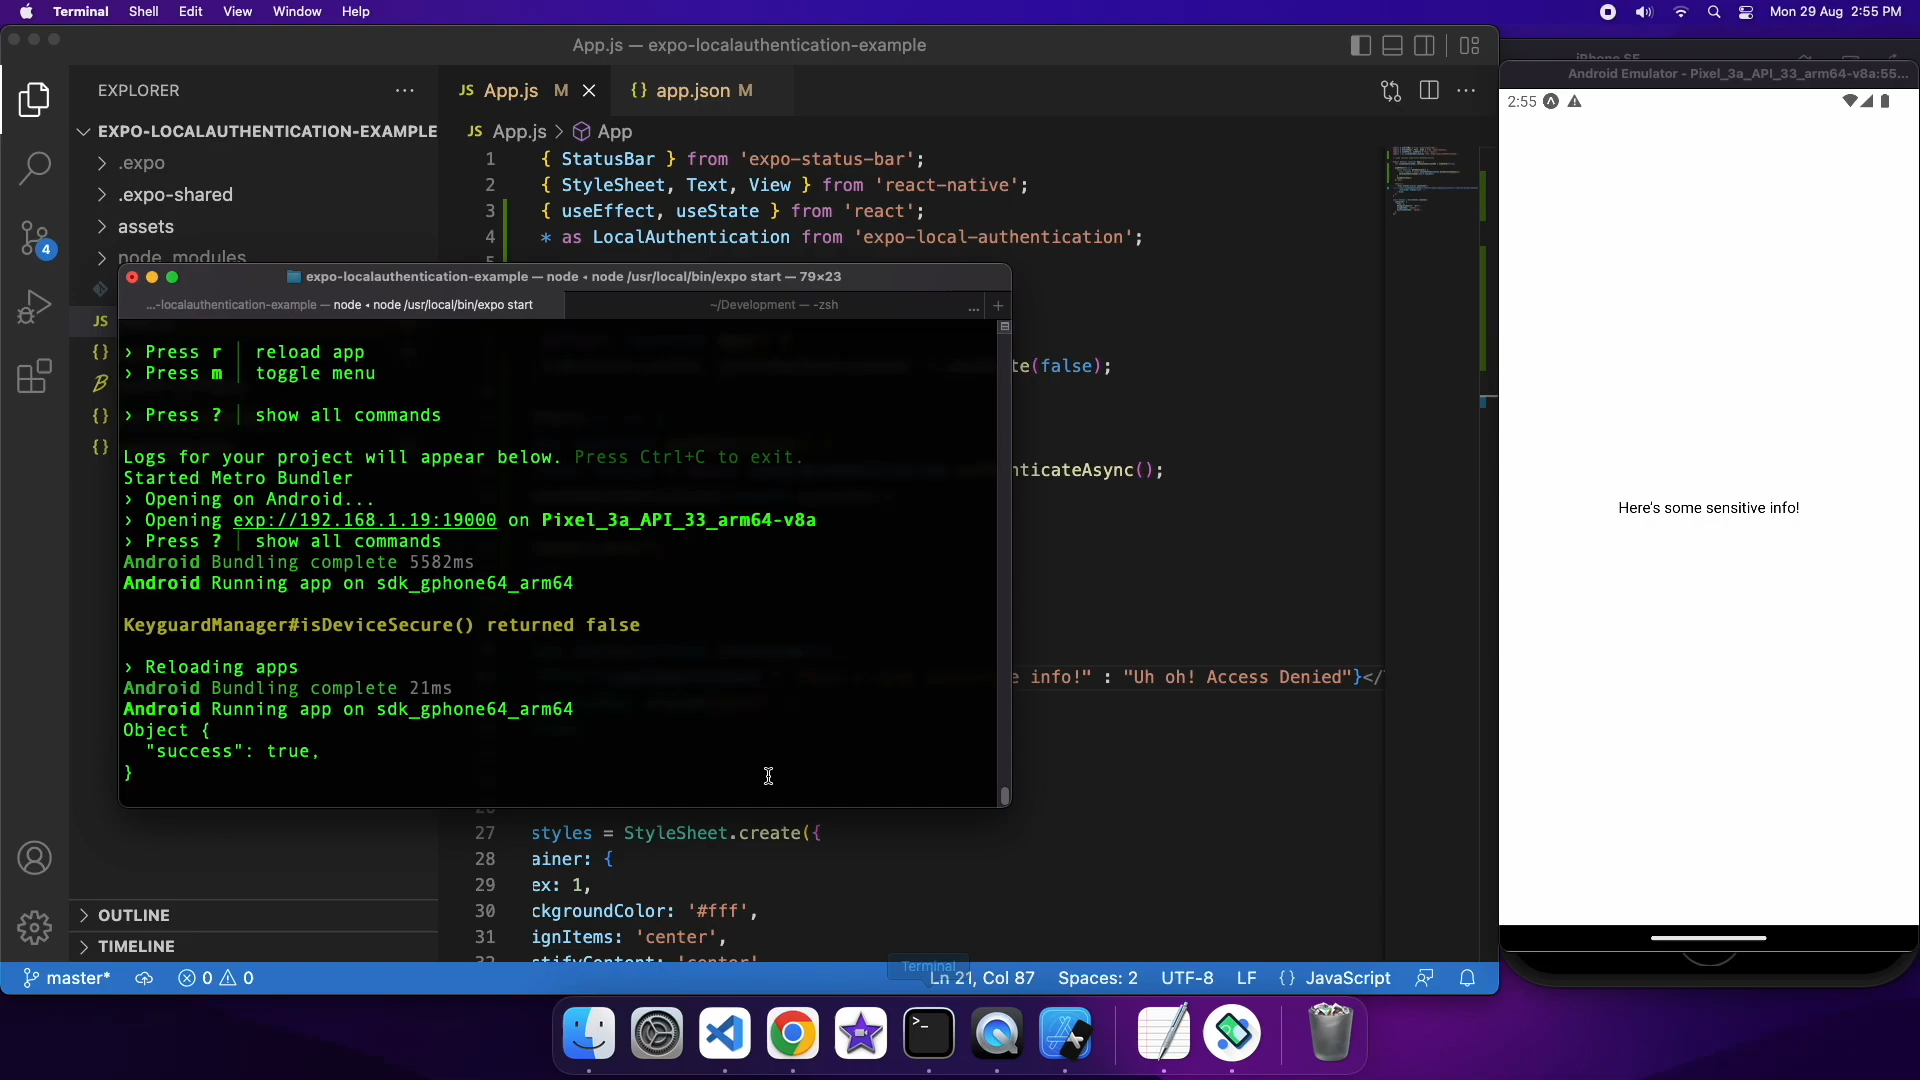 Terminal Shell Edit View Window Help
Mon 29 Aug 2:55 PM
App.js — expo-localauthentication-example
EXPLORER
EXPO-LOCALAUTHENTICATION-EXAMPLE
.expo
.expo-shared
assets
node_modules
4
JS App.js M
{} app.json M
JS App.js > App
1 { StatusBar } from 'expo-status-bar';
2 { StyleSheet, Text, View } from 'react-native';
3 { useEffect, useState } from 'react';
4 * as LocalAuthentication from 'expo-local-authentication';
te(false);
nticateAsync();
e info!" : "Uh oh! Access Denied"}</
27 styles = StyleSheet.create({
28 ainer: {
29 ex: 1,
30 ckgroundColor: '#fff',
31 ignItems: 'center',
JS
{}
{}
{}
expo-localauthentication-example — node ◂ node /usr/local/bin/expo start — 79×23
...-localauthentication-example — node ◂ node /usr/local/bin/expo start
~/Development — -zsh
...
+
› Press r │ reload app
› Press m │ toggle menu
› Press ? │ show all commands
Logs for your project will appear below. Press Ctrl+C to exit.
Started Metro Bundler
› Opening on Android...
› Opening exp://192.168.1.19:19000 on Pixel_3a_API_33_arm64-v8a
› Press ? │ show all commands
Android Bundling complete 5582ms
Android Running app on sdk_gphone64_arm64
KeyguardManager#isDeviceSecure() returned false
› Reloading apps
Android Bundling complete 21ms
Android Running app on sdk_gphone64_arm64
Object {
"success": true,
}
OUTLINE
TIMELINE
master*
0
0
Terminal
Ln 21, Col 87
Spaces: 2
UTF-8
LF
{} JavaScript
iPhone SE
Android Emulator - Pixel_3a_API_33_arm64-v8a:55...
2:55
Here's some sensitive info!